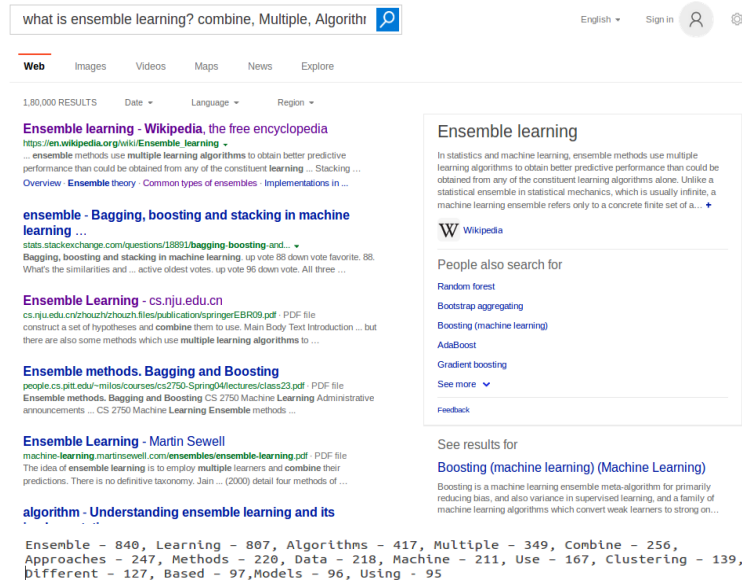 what is ensemble learning? combine, Multiple, Algorithm
English
Sign in
Web Images Videos Maps News Explore
1,80,000 RESULTS Date Language Region
Ensemble learning - Wikipedia, the free encyclopedia
https://en.wikipedia.org/wiki/Ensemble_learning
... ensemble methods use multiple learning algorithms to obtain better predictive
performance than could be obtained from any of the constituent learning ... Stacking ...
Overview · Ensemble theory · Common types of ensembles · Implementations in ...
ensemble - Bagging, boosting and stacking in machine
learning ...
stats.stackexchange.com/questions/18891/bagging-boosting-and...
Bagging, boosting and stacking in machine learning. up vote 88 down vote favorite. 88.
What's the similarities and ... active oldest votes. up vote 96 down vote. All three ...
Ensemble Learning - cs.nju.edu.cn
cs.nju.edu.cn/zhouzh/zhouzh.files/publication/springerEBR09.pdf · PDF file
construct a set of hypotheses and combine them to use. Main Body Text Introduction ... but
there are also some methods which use multiple learning algorithms to ...
Ensemble methods. Bagging and Boosting
people.cs.pitt.edu/~milos/courses/cs2750-Spring04/lectures/class23.pdf · PDF file
Ensemble methods. Bagging and Boosting CS 2750 Machine Learning Administrative
announcements ... CS 2750 Machine Learning Ensemble methods ...
Ensemble Learning - Martin Sewell
machine-learning.martinsewell.com/ensembles/ensemble-learning.pdf · PDF file
The idea of ensemble learning is to employ multiple learners and combine their
predictions. There is no definitive taxonomy. Jain ... (2000) detail four methods of ...
algorithm - Understanding ensemble learning and its
Ensemble learning
In statistics and machine learning, ensemble methods use multiple
learning algorithms to obtain better predictive performance than could be
obtained from any of the constituent learning algorithms alone. Unlike a
statistical ensemble in statistical mechanics, which is usually infinite, a
machine learning ensemble refers only to a concrete finite set of a... +
W Wikipedia
People also search for
Random forest
Bootstrap aggregating
Boosting (machine learning)
AdaBoost
Gradient boosting
See more
Feedback
See results for
Boosting (machine learning) (Machine Learning)
Boosting is a machine learning ensemble meta-algorithm for primarily
reducing bias, and also variance in supervised learning, and a family of
machine learning algorithms which convert weak learners to strong on...
Ensemble – 840, Learning – 807, Algorithms – 417, Multiple – 349, Combine – 256,
Approaches – 247, Methods – 220, Data – 218, Machine – 211, Use – 167, Clustering – 139,
Different – 127, Based – 97,Models – 96, Using - 95